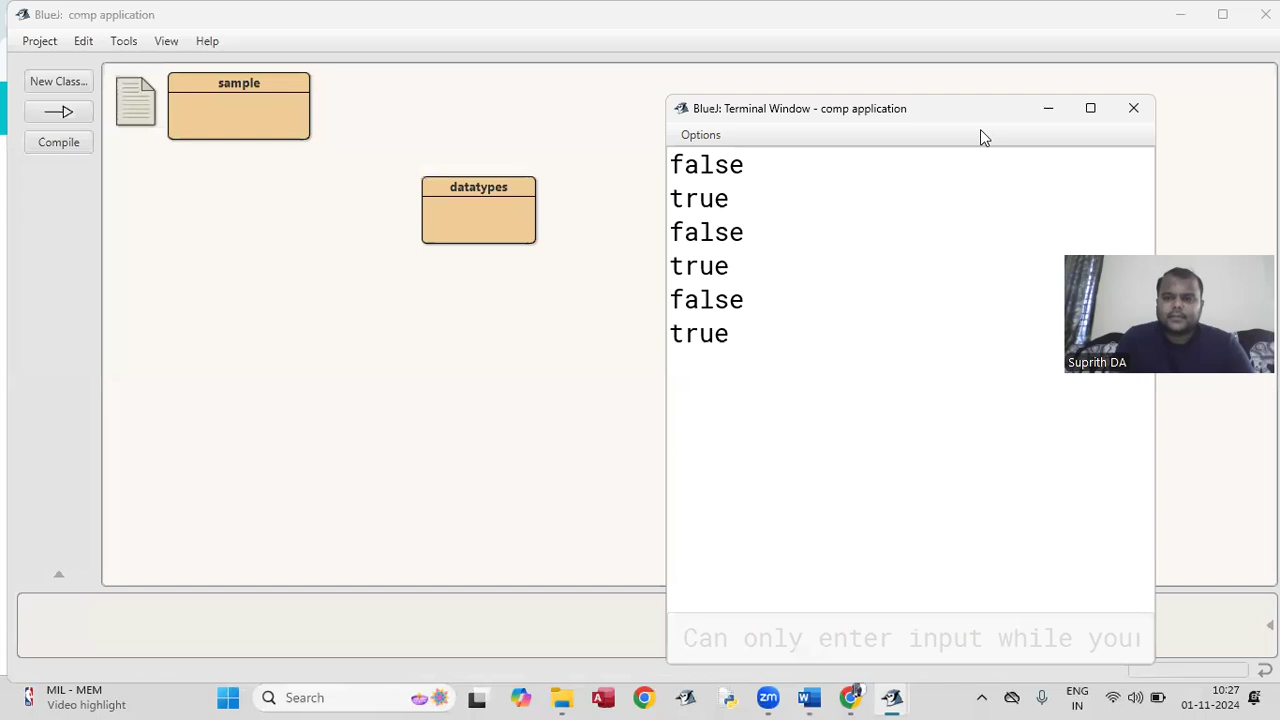 BlueJ: comp application
Project Edit Tools View Help
New Class...
Compile
sample
datatypes
BlueJ: Terminal Window - comp application
Options
false
true
false
true
false
true
Can only enter input while your
Suprith DA
MIL - MEM
Video highlight
Search
zm
ENG
IN
10:27
01-11-2024